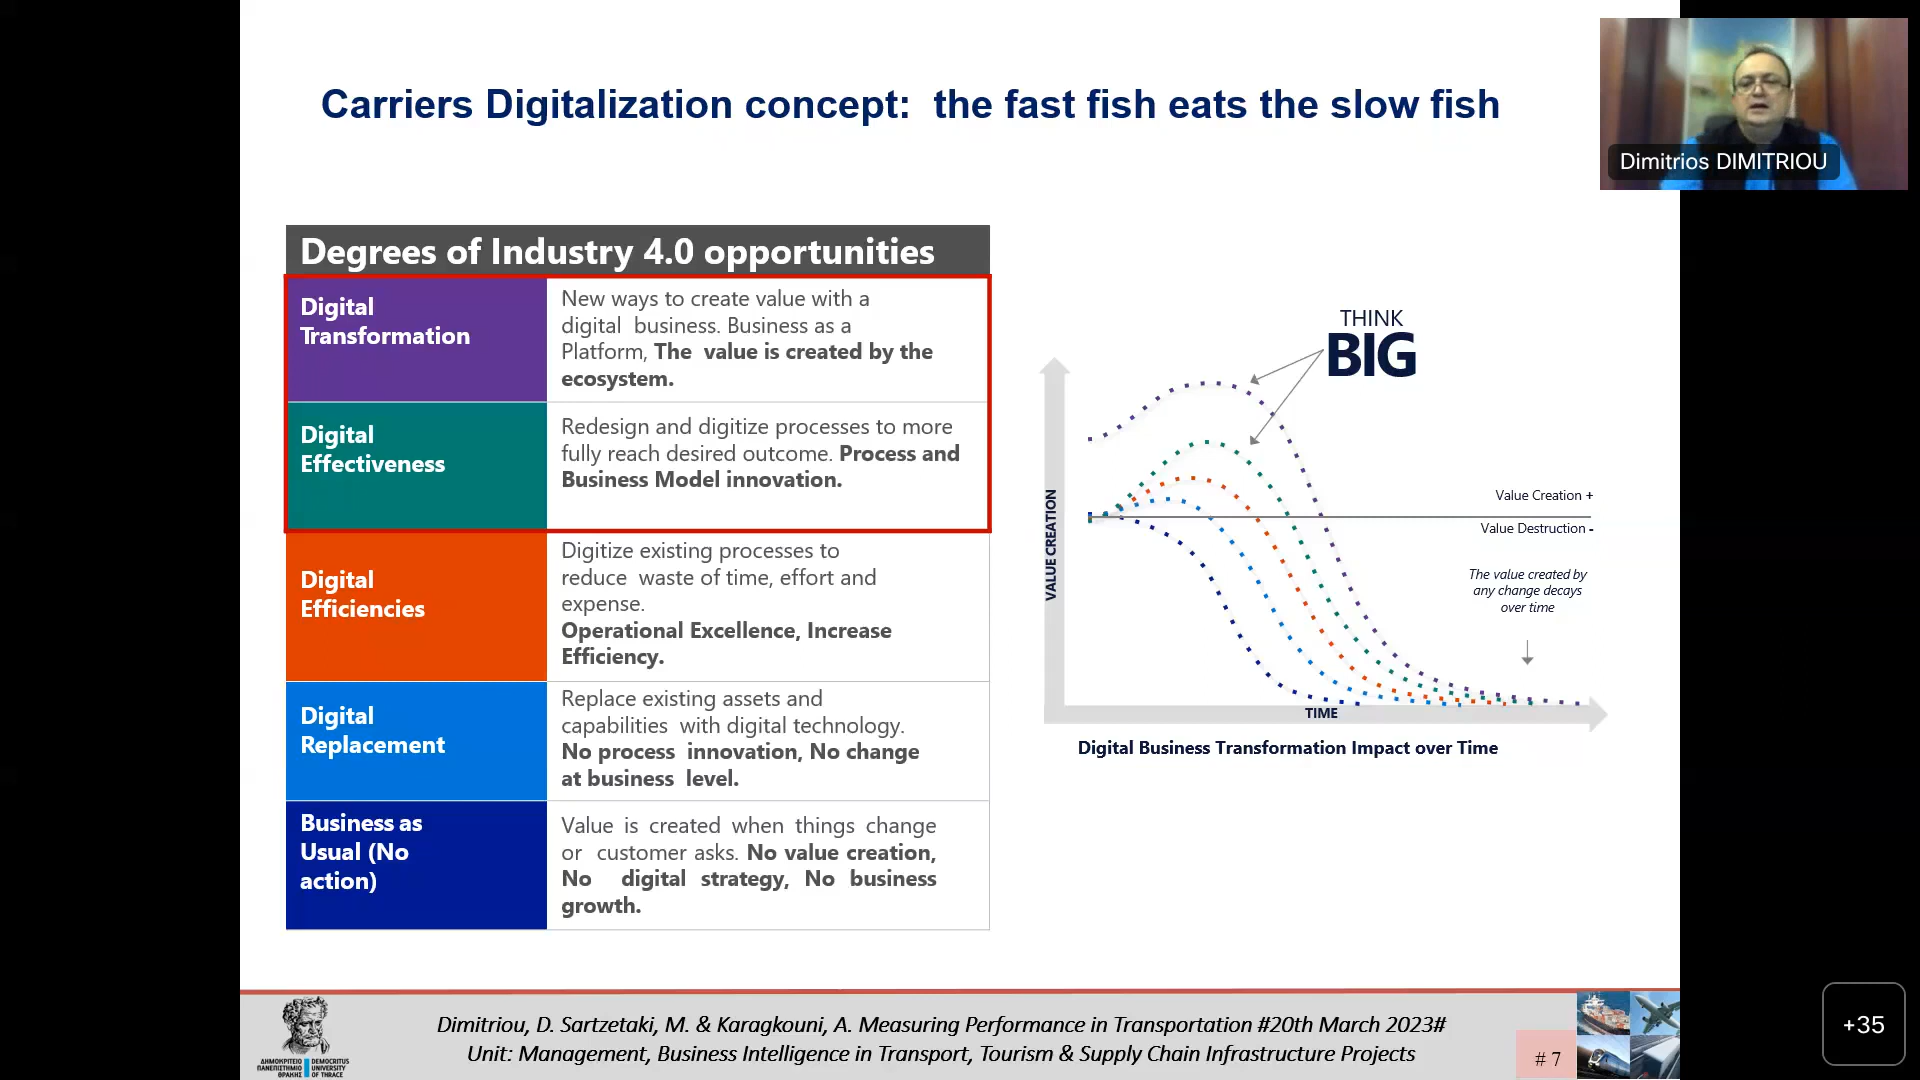 Carriers Digitalization concept:  the fast fish eats the slow fish
Dimitrios DIMITRIOU
Degrees of Industry 4.0 opportunities
Digital
Transformation
New ways to create value with a
digital  business. Business as a
Platform, The  value is created by the
ecosystem.
Digital
Effectiveness
Redesign and digitize processes to more
fully reach desired outcome. Process and
Business Model innovation.
Digital
Efficiencies
Digitize existing processes to
reduce  waste of time, effort and
expense.
Operational Excellence, Increase
Efficiency.
Digital
Replacement
Replace existing assets and
capabilities  with digital technology.
No process  innovation, No change
at business  level.
Business as
Usual (No
action)
Value is created when things change
or  customer asks. No value creation,
No  digital strategy, No business
growth.
THINK
BIG
VALUE CREATION
Value Creation +
Value Destruction -
The value created by
any change decays
over time
TIME
Digital Business Transformation Impact over Time
ΔΗΜΟΚΡΙΤΕΙΟ
ΠΑΝΕΠΙΣΤΗΜΙΟ
ΘΡΑΚΗΣ
DEMOCRITUS
UNIVERSITY
OF THRACE
Dimitriou, D. Sartzetaki, M. & Karagkouni, A. Measuring Performance in Transportation #20th March 2023#
Unit: Management, Business Intelligence in Transport, Tourism & Supply Chain Infrastructure Projects
# 7
+35